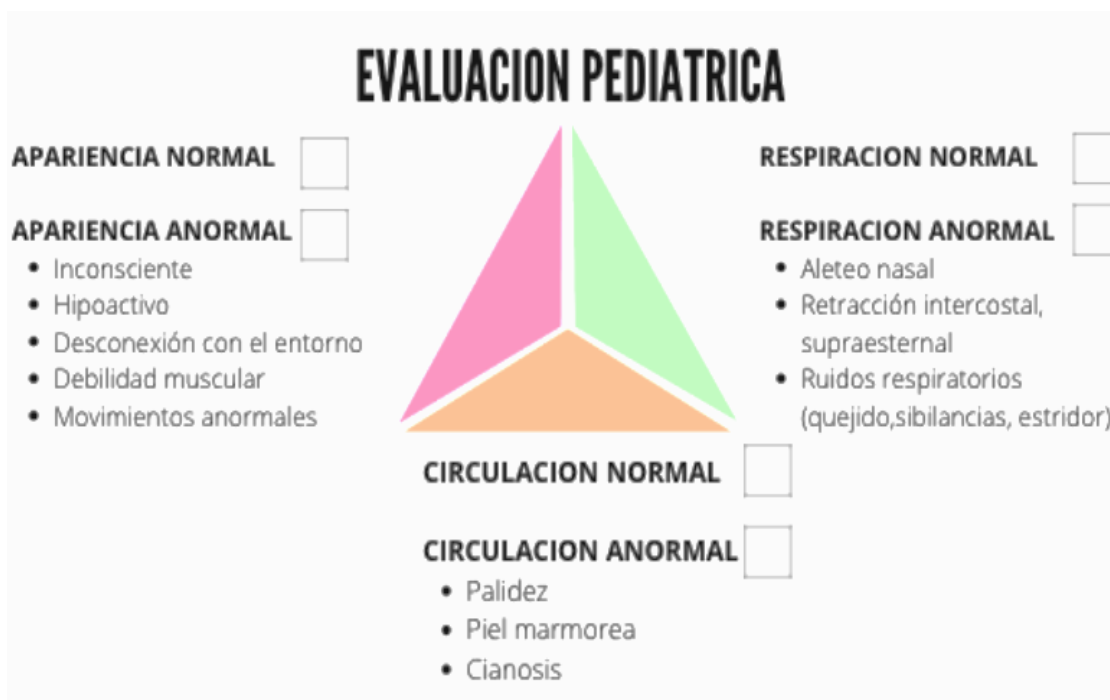 EVALUACION PEDIATRICA
APARIENCIA NORMAL
APARIENCIA ANORMAL
Inconsciente
Hipoactivo
Desconexión con el entorno
Debilidad muscular
Movimientos anormales
RESPIRACION NORMAL
RESPIRACION ANORMAL
Aleteo nasal
Retracción intercostal,
supraesternal
Ruidos respiratorios
(quejido,sibilancias, estridor)
CIRCULACION NORMAL
CIRCULACION ANORMAL
Palidez
Piel marmorea
Cianosis